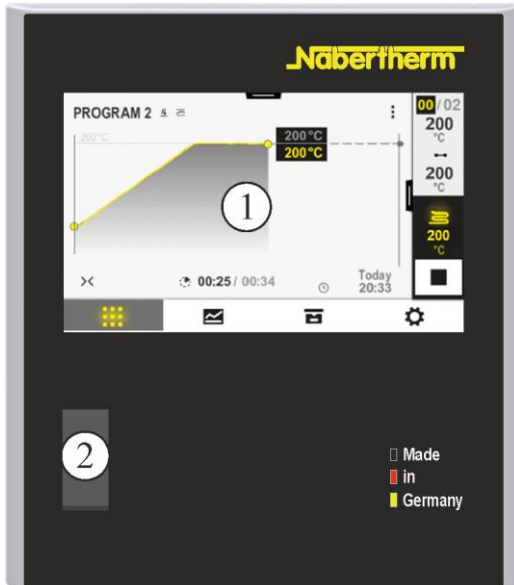 Nabertherm
PROGRAM 2
00/02
200
°C
200
°C
200°C
200°C
200°C
1
200
°C
00:25 / 00:34
Today
20:33
2
Made
in
Germany